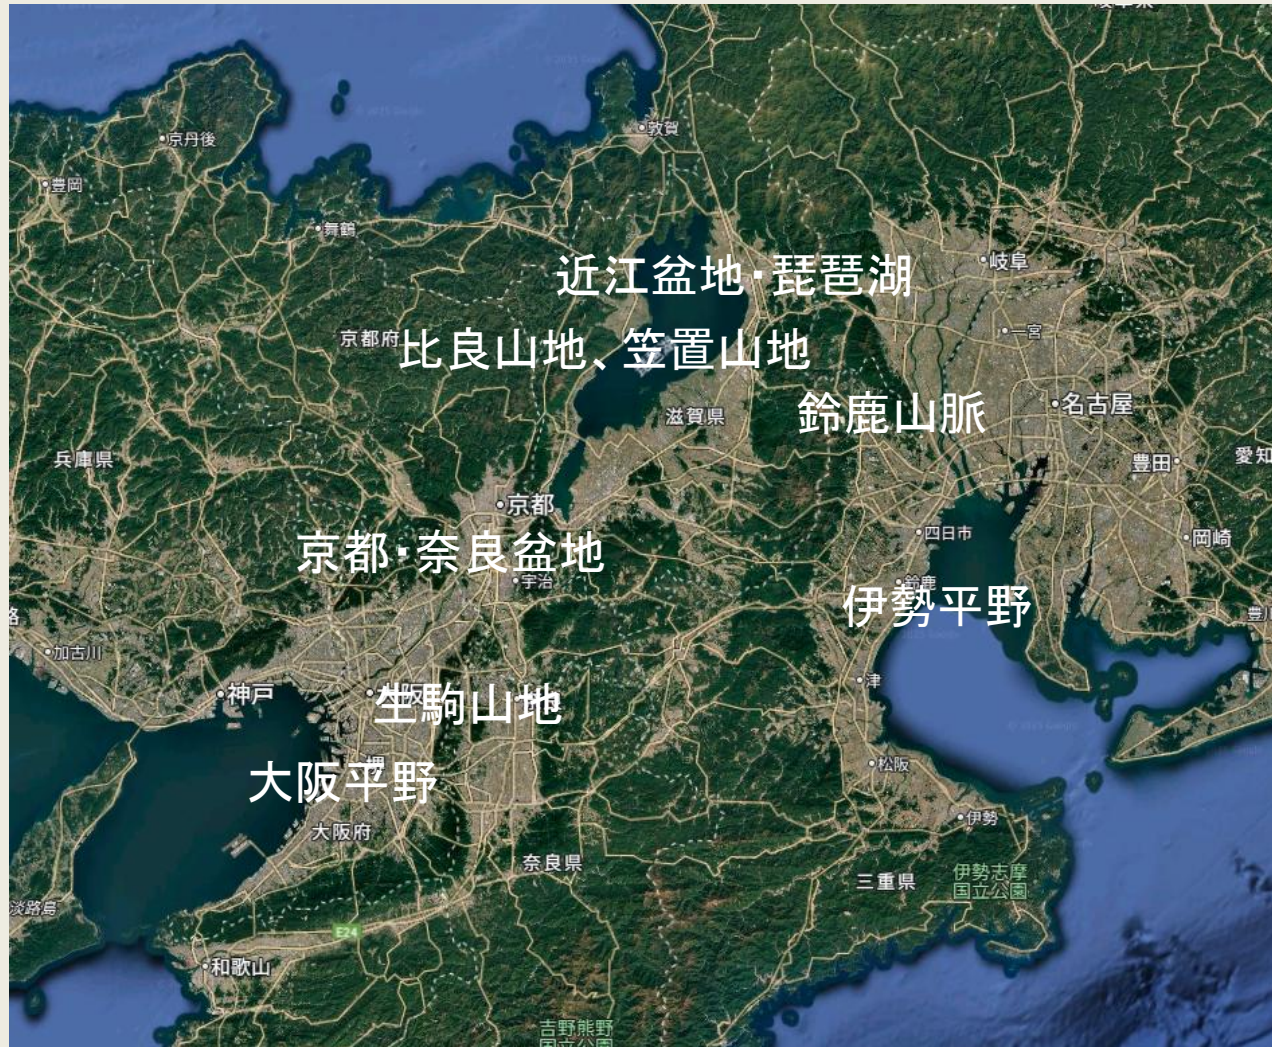 京丹後
敦賀
豊岡
舞鶴
近江盆地・琵琶湖
岐阜
一宮
京都府
比良山地、笠置山地
鈴鹿山脈
名古屋
滋賀県
兵庫県
豊田
愛知
京都
四日市
岡崎
京都・奈良盆地
宇治
鈴鹿
伊勢平野
加古川
神戸
生駒山地
津
松阪
大阪平野
大阪府
伊勢
奈良県
三重県
伊勢志摩
国立公園
淡路島
E24
和歌山
吉野熊野
国立公園